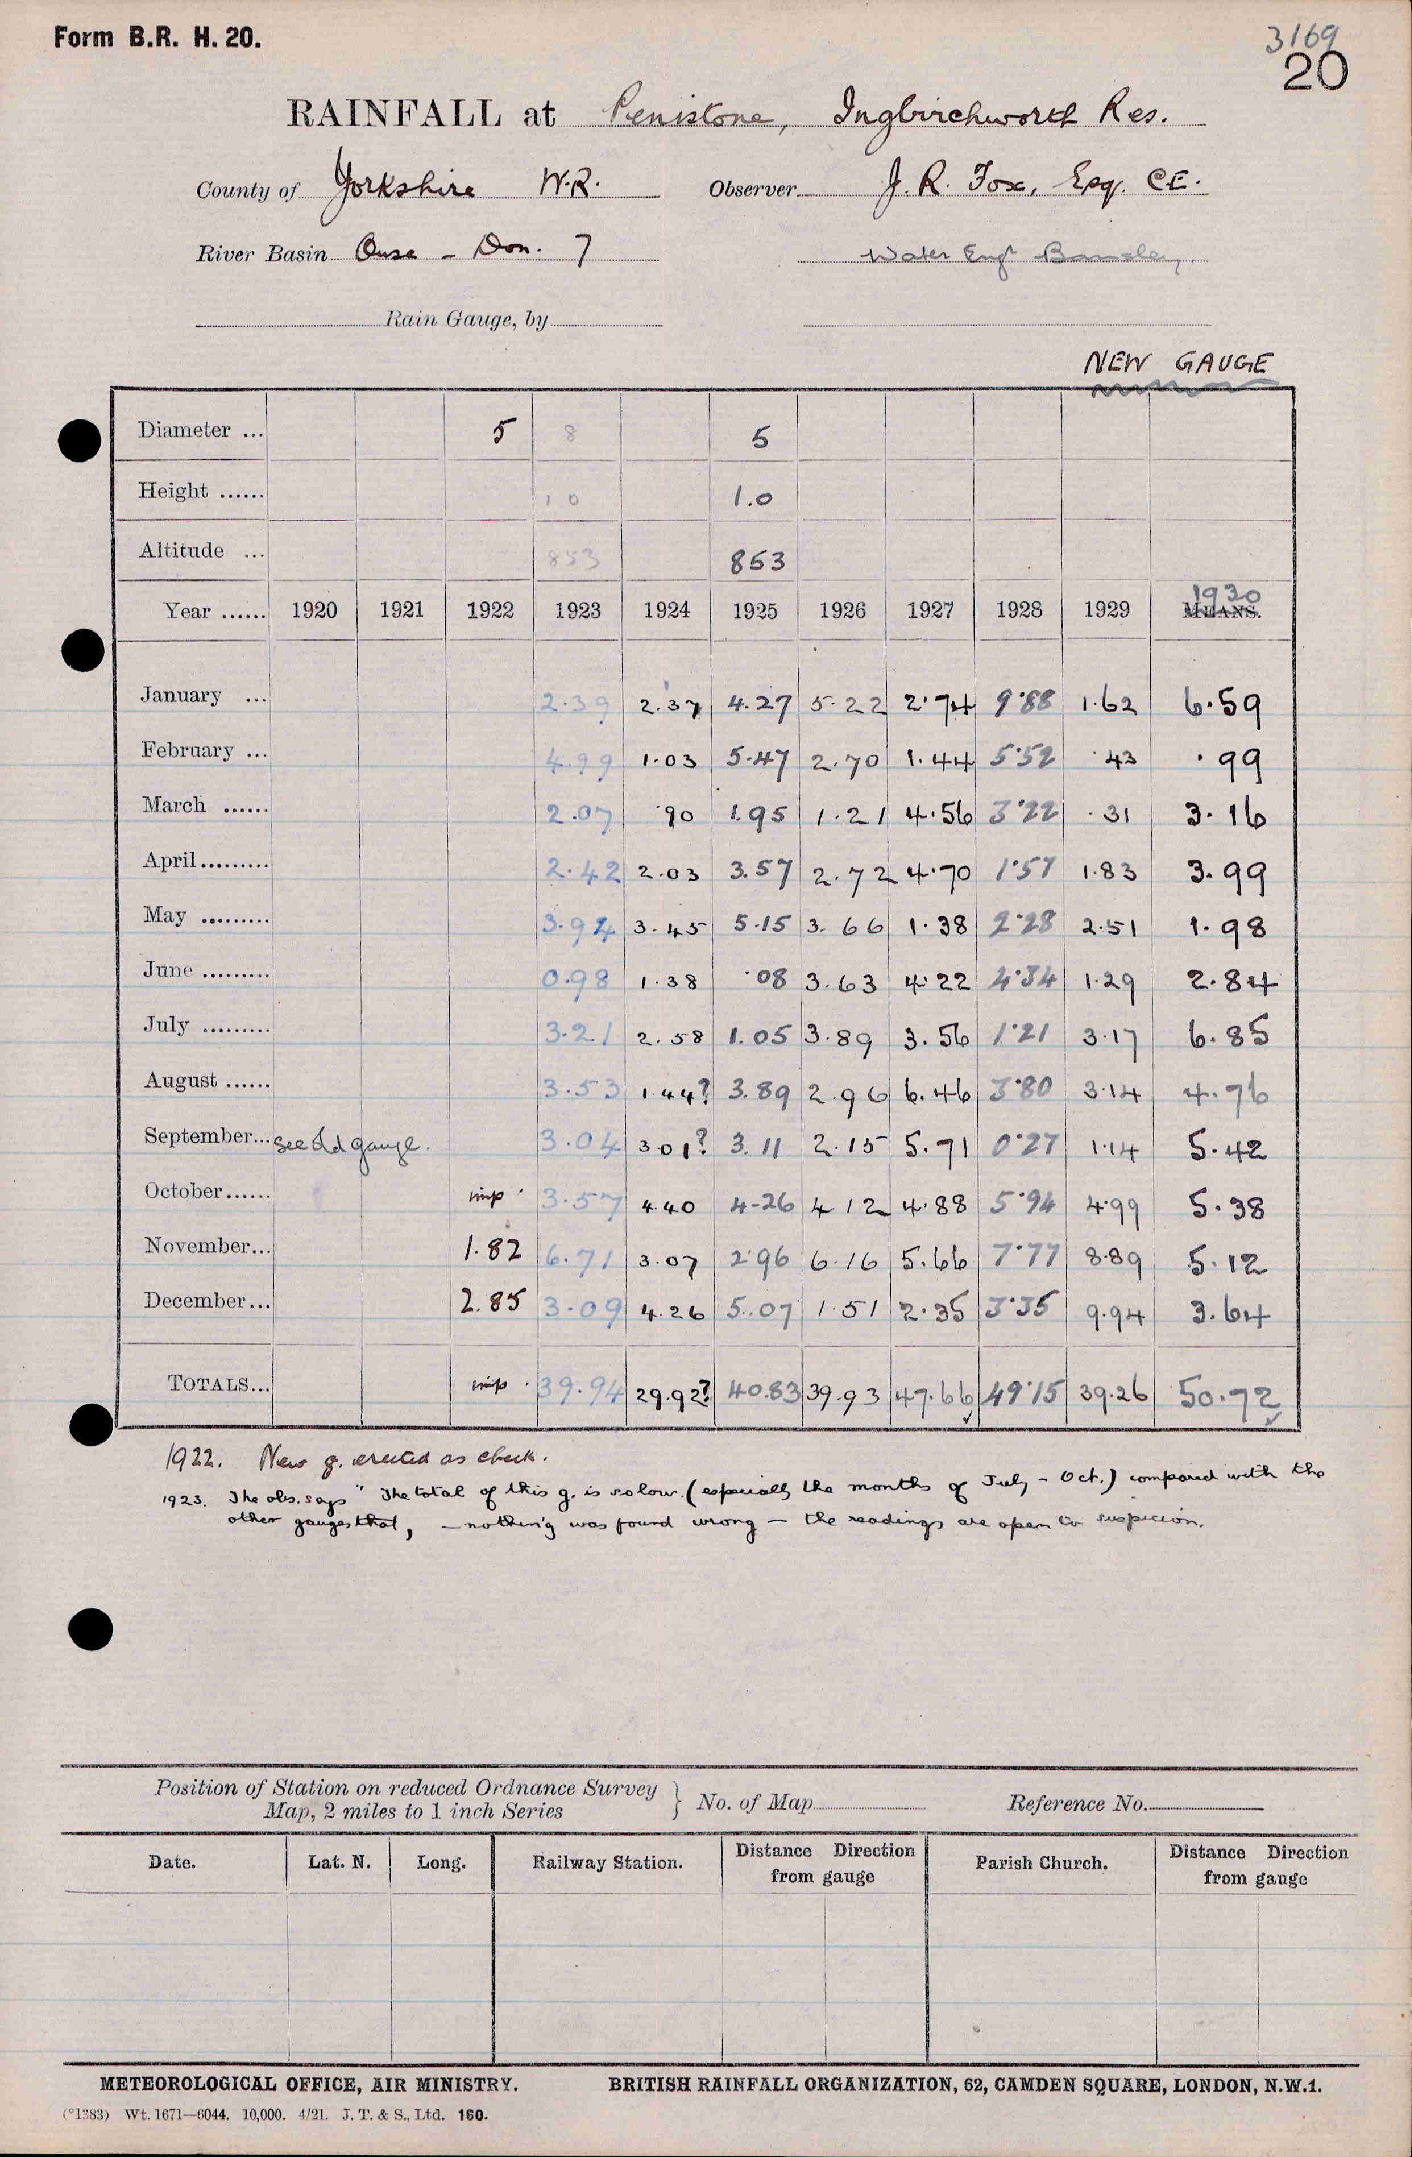 Form B.R. H. 20.
3169
20
RAINFALL at Penistone, Ingbirchworth Res.
County of Yorkshire W.R. Observer J. R. Fox, Esq. C.E.
River Basin Ouse - Don. 7 Water Engr Barnsley.
Rain Gauge, by
NEW GAUGE
Diameter ... 5 8 5
Height ...... 1 0 1.0
Altitude ... 853 853
1930
Year ...... 1920 1921 1922 1923 1924 1925 1926 1927 1928 1929 MEANS.
January ... 2.39 2.37 4.27 5.22 2.74 9.88 1.62 6.59
February ... 4.99 1.03 5.47 2.70 1.44 5.52 .43 .99
March ...... 2.07 .90 1.95 1.21 4.56 3.22 .31 3.16
April ......... 2.42 2.03 3.57 2.72 4.70 1.57 1.83 3.99
May ......... 3.94 3.45 5.15 3.66 1.38 2.28 2.51 1.98
June ......... 0.98 1.38 .08 3.63 4.22 4.34 1.29 2.84
July ......... 3.21 2.58 1.05 3.89 3.56 1.21 3.17 6.85
August ...... 3.53 1.44? 3.89 2.96 6.46 3.80 3.14 4.76
September... see old gauge. 3.04 3.01? 3.11 2.15 5.71 0.27 1.14 5.42
October...... imp. 3.57 4.40 4.26 4.12 4.88 5.94 4.99 5.38
November... 1.82 6.71 3.07 2.96 6.16 5.66 7.77 8.89 5.12
December... 2.85 3.09 4.26 5.07 1.51 2.35 3.35 9.94 3.64
TOTALS... imp. 39.94 29.92? 40.83 39.93 47.66 49.15 39.26 50.72
1922. New g. erected as check.
1923. The obs. says "The total of this g. is so low (especially the months of July - Oct.) compared with the
other gauges that, - nothing was found wrong - the readings are open to suspicion.
Position of Station on reduced Ordnance Survey
Map, 2 miles to 1 inch Series } No. of Map Reference No.
Date. Lat. N. Long. Railway Station. Distance Direction from gauge Parish Church. Distance Direction from gauge
METEOROLOGICAL OFFICE, AIR MINISTRY. BRITISH RAINFALL ORGANIZATION, 62, CAMDEN SQUARE, LONDON, N.W.1.
(*1383) Wt. 1671—6044. 10,000. 4/21. J. T. & S., Ltd. 160.